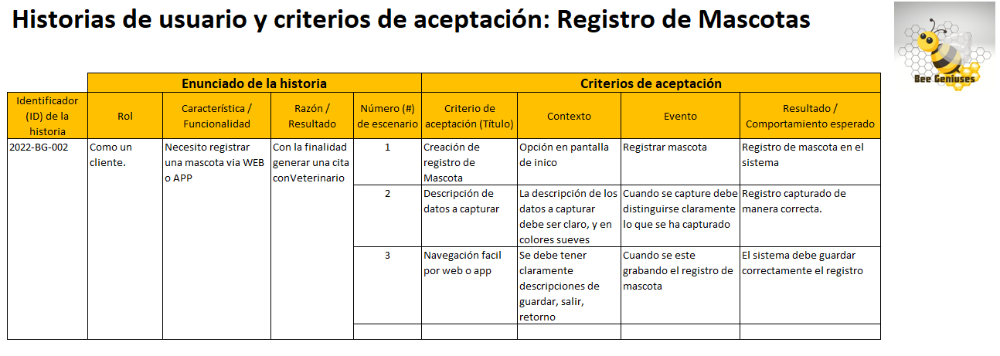 Historias de usuario y criterios de aceptación: Registro de Mascotas
Bee Geniuses
Enunciado de la historia
Criterios de aceptación
Identificador
(ID) de la
historia
Rol
Característica /
Funcionalidad
Razón /
Resultado
Número (#)
de escenario
Criterio de
aceptación (Título)
Contexto
Evento
Resultado /
Comportamiento esperado
2022-BG-002
Como un
cliente.
Necesito registrar
una mascota via WEB
o APP
Con la finalidad
generar una cita
conVeterinario
1
Creación de
registro de
Mascota
Opción en pantalla
de inico
Registrar mascota
Registro de mascota en el
sistema
2
Descripción de
datos a capturar
La descripción de los
datos a capturar
debe ser claro, y en
colores sueves
Cuando se capture debe
distinguirse claramente
lo que se ha capturado
Registro capturado de
manera correcta.
3
Navegación facil
por web o app
Se debe tener
claramente
descripciones de
guardar, salir,
retorno
Cuando se este
grabando el registro de
mascota
El sistema debe guardar
correctamente el registro